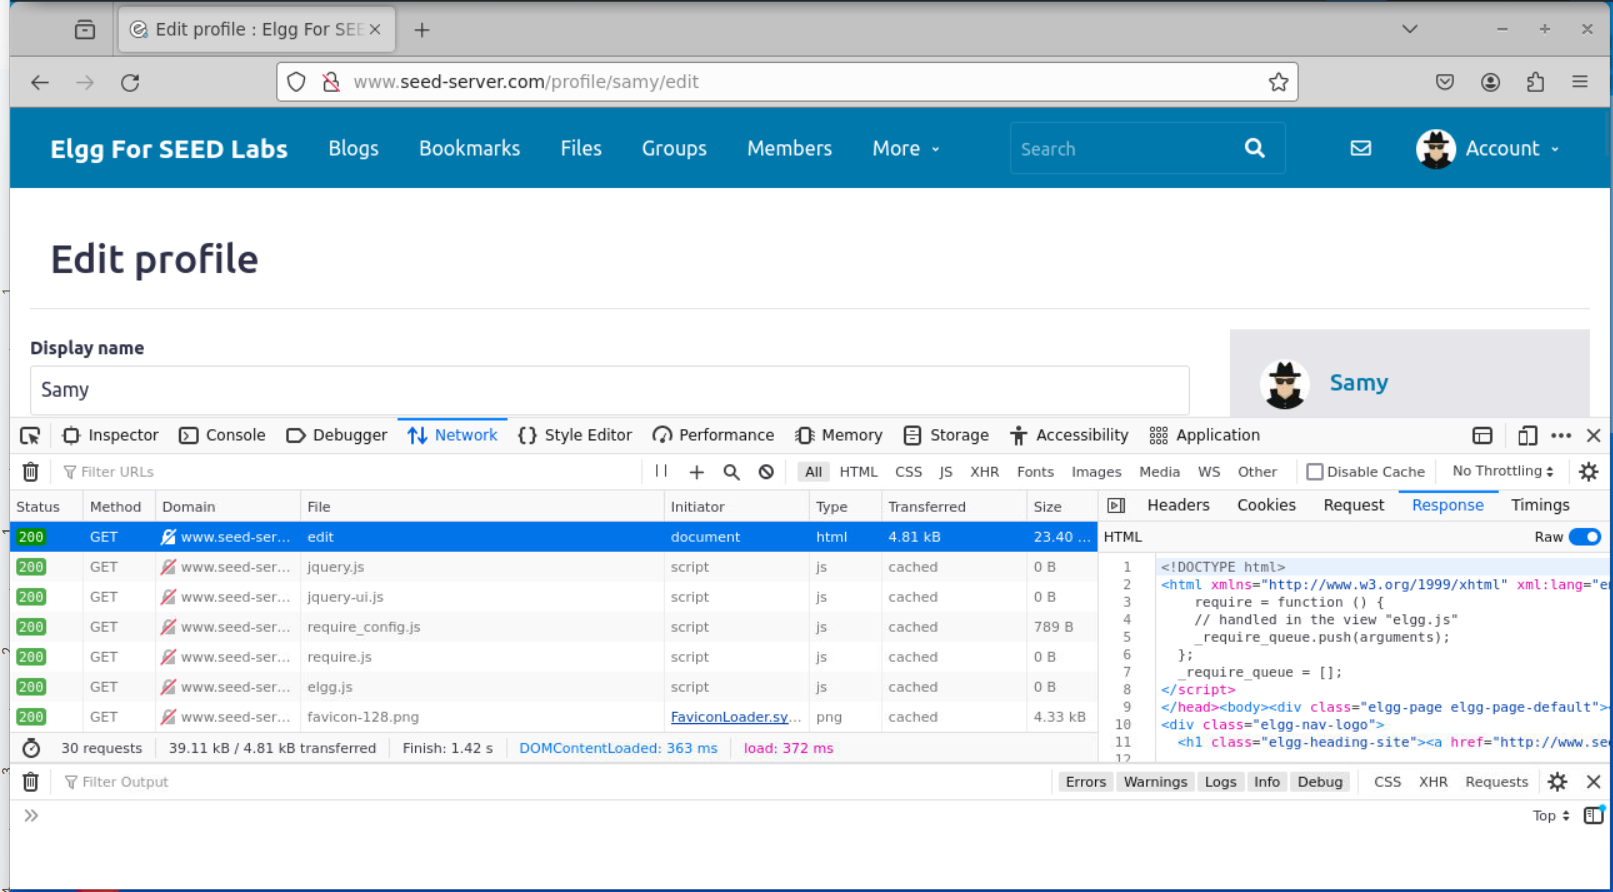 Edit profile : Elgg For SEE
www.seed-server.com/profile/samy/edit
Elgg For SEED Labs Blogs Bookmarks Files Groups Members More Search Account
Edit profile
Display name
Samy
Samy
Inspector Console Debugger Network Style Editor Performance Memory Storage Accessibility Application
Filter URLs All HTML CSS JS XHR Fonts Images Media WS Other Disable Cache No Throttling
Status Method Domain File Initiator Type Transferred Size Headers Cookies Request Response Timings
200 GET www.seed-ser... edit document html 4.81 kB 23.40 ... HTML Raw
200 GET www.seed-ser... jquery.js script js cached 0 B
200 GET www.seed-ser... jquery-ui.js script js cached 0 B
200 GET www.seed-ser... require_config.js script js cached 789 B
200 GET www.seed-ser... require.js script js cached 0 B
200 GET www.seed-ser... elgg.js script js cached 0 B
200 GET www.seed-ser... favicon-128.png FaviconLoader.sy... png cached 4.33 kB
1 <!DOCTYPE html>
2 <html xmlns="http://www.w3.org/1999/xhtml" xml:lang="en
3 require = function () {
4 // handled in the view "elgg.js"
5 _require_queue.push(arguments);
6 };
7 _require_queue = [];
8 </script>
9 </head><body><div class="elgg-page elgg-page-default"><
10 <div class="elgg-nav-logo">
11 <h1 class="elgg-heading-site"><a href="http://www.see
12
30 requests 39.11 kB / 4.81 kB transferred Finish: 1.42 s DOMContentLoaded: 363 ms load: 372 ms
Filter Output Errors Warnings Logs Info Debug CSS XHR Requests
» Top